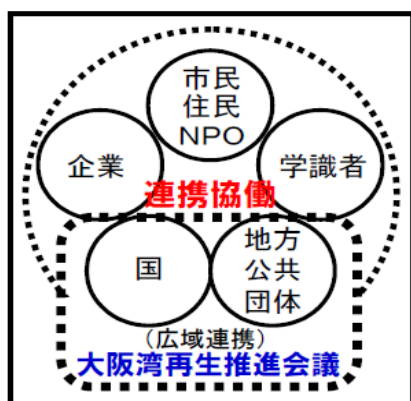 市民
住民
NPO
企業
学識者
連携協働
国
地方
公共
団体
（広域連携）
大阪湾再生推進会議